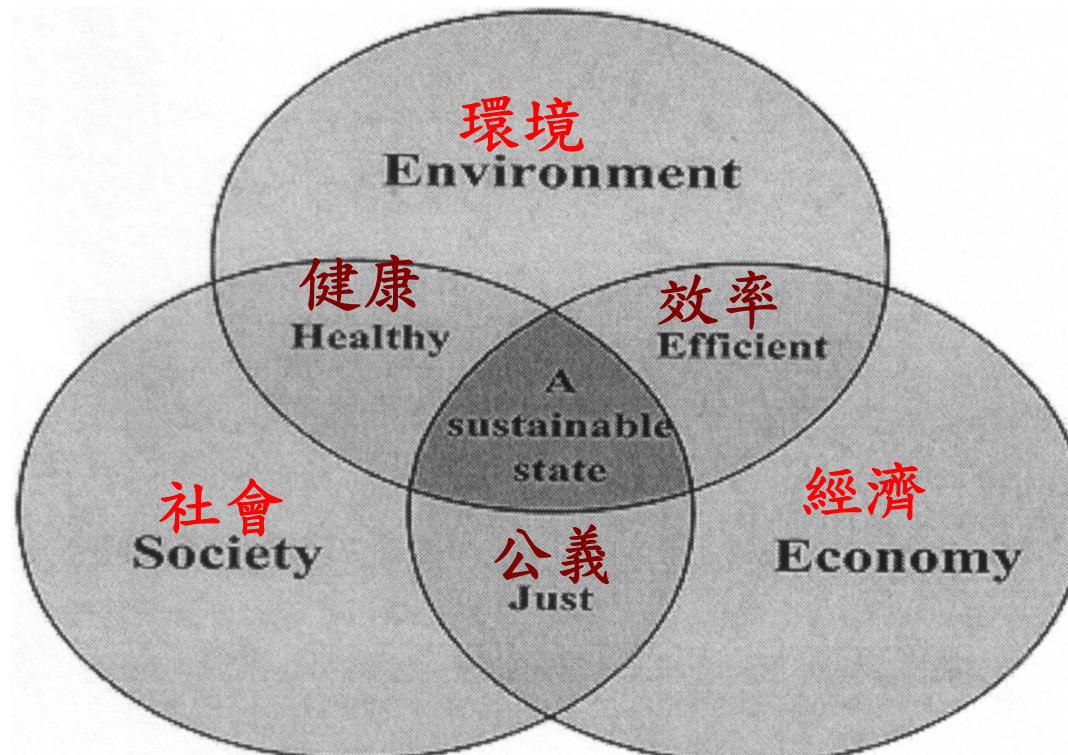 環境
Environment
健康
Healthy
效率
Efficient
A
sustainable
state
社會
Society
公義
Just
經濟
Economy